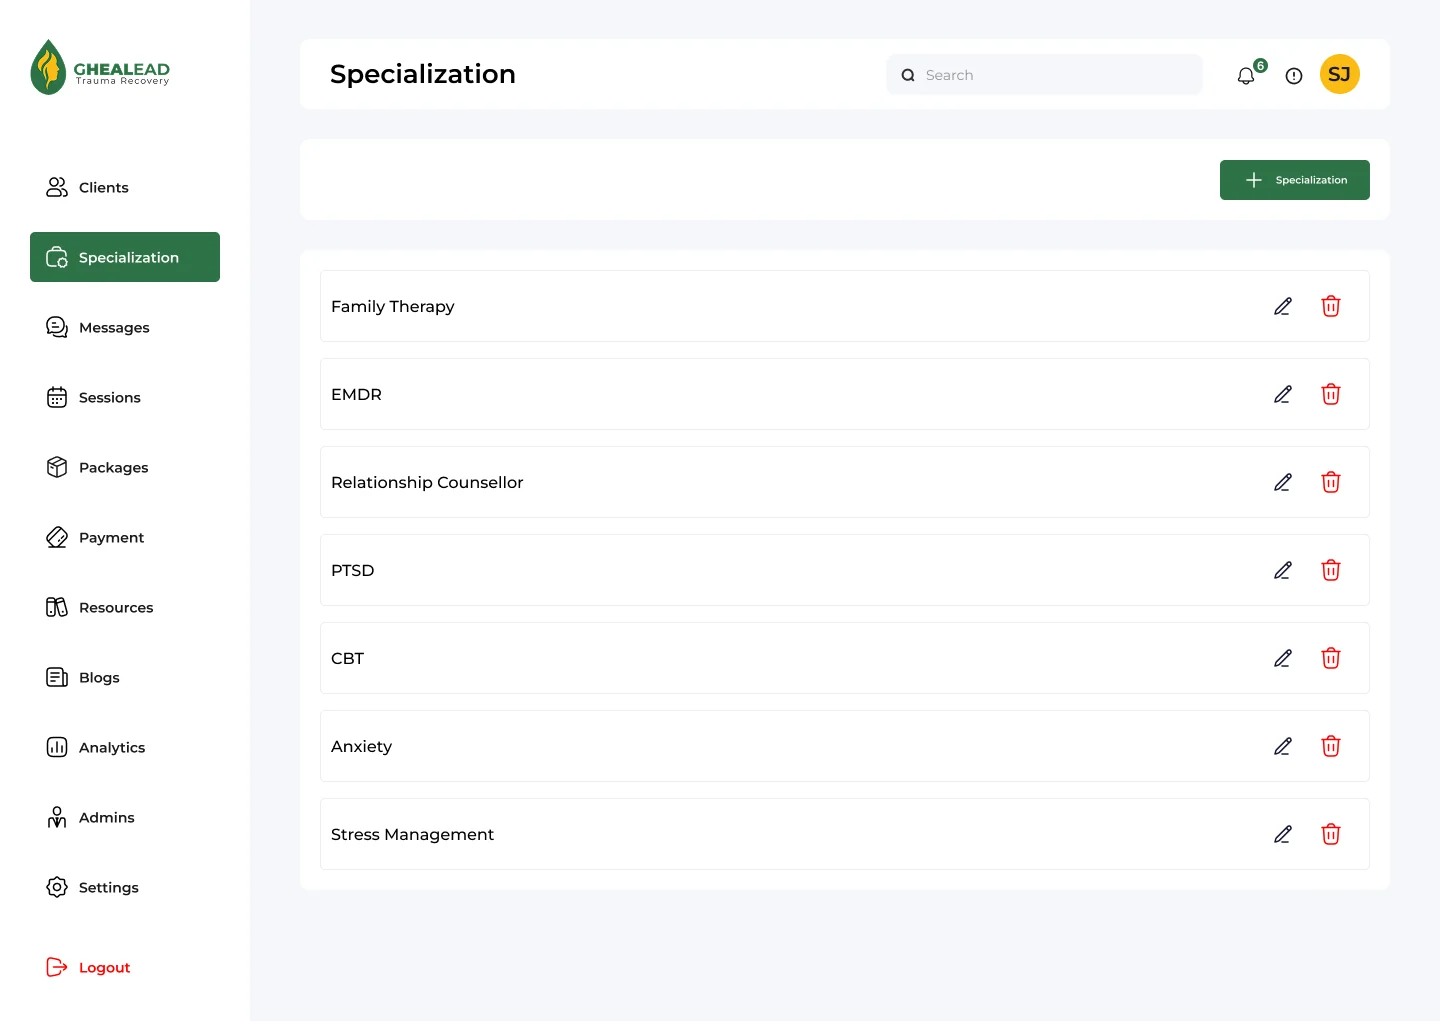 GHEALEAD
Trauma Recovery
Clients
Specialization
Messages
Sessions
Packages
Payment
Resources
Blogs
Analytics
Admins
Settings
Logout
Specialization
Search
6
SJ
Specialization
Family Therapy
EMDR
Relationship Counsellor
PTSD
CBT
Anxiety
Stress Management